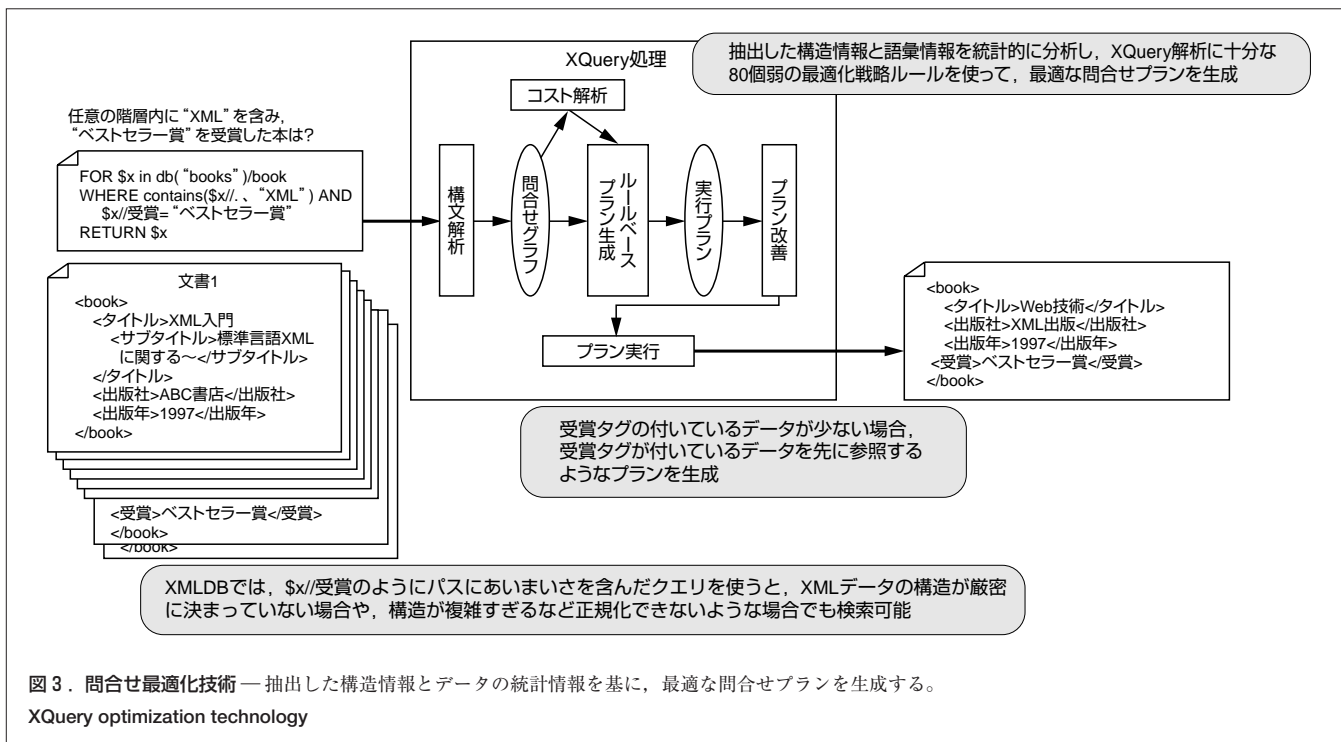 XQuery処理
抽出した構造情報と語彙情報を統計的に分析し，XQuery解析に十分な
80個弱の最適化戦略ルールを使って，最適な問合せプランを生成
任意の階層内に“XML”を含み，
“ベストセラー賞”を受賞した本は?
FOR $x in db(“books”)/book
WHERE contains($x//. 、“XML”) AND
$x//受賞=“ベストセラー賞”
RETURN $x
コスト解析
構文解析
問合せグラフ
ルールベース
プラン生成
実行プラン
プラン改善
プラン実行
文書1
<book>
<タイトル>XML入門
<サブタイトル>標準言語XML
に関する～</サブタイトル>
</タイトル>
<出版社>ABC書店</出版社>
<出版年>1997</出版年>
</book>
<受賞>ベストセラー賞</受賞>
</book>
</book>
<book>
<タイトル>Web技術</タイトル>
<出版社>XML出版</出版社>
<出版年>1997</出版年>
<受賞>ベストセラー賞</受賞>
</book>
受賞タグの付いているデータが少ない場合，
受賞タグが付いているデータを先に参照する
ようなプランを生成
XMLDBでは，$x//受賞のようにパスにあいまいさを含んだクエリを使うと，XMLデータの構造が厳密
に決まっていない場合や，構造が複雑すぎるなど正規化できないような場合でも検索可能
図3．問合せ最適化技術 — 抽出した構造情報とデータの統計情報を基に，最適な問合せプランを生成する。
XQuery optimization technology